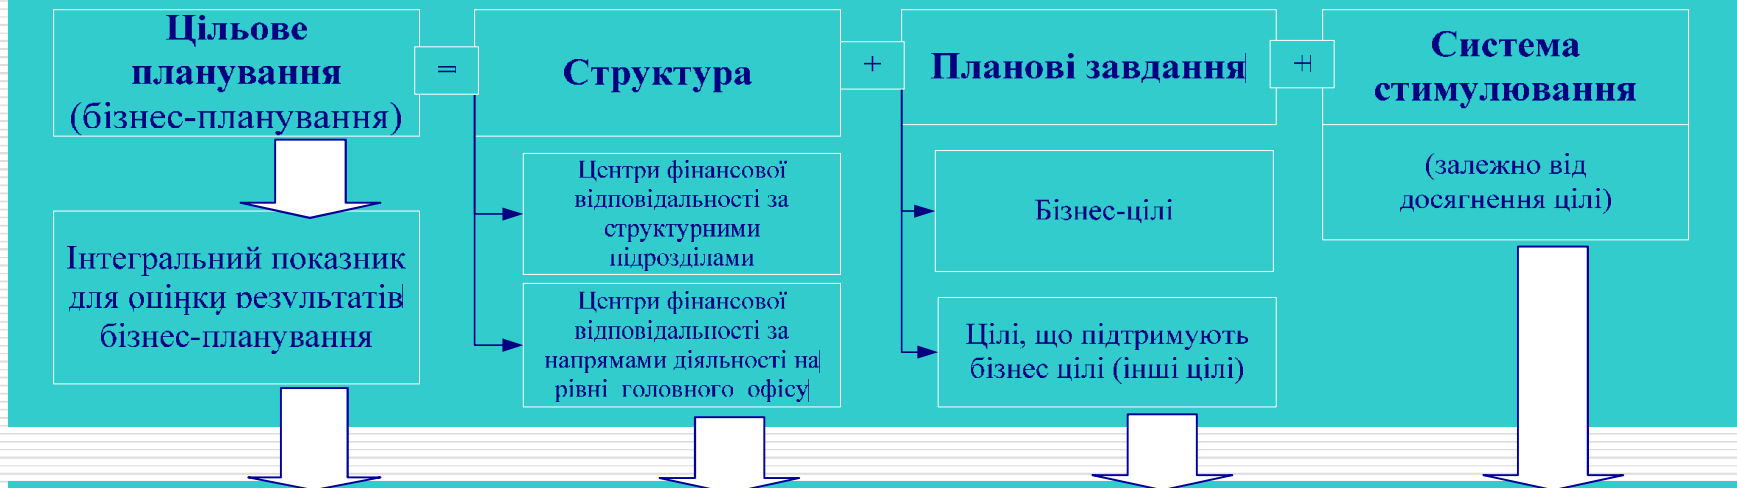 Цільове
планування
(бізнес-планування)
=
Структура
+
Планові завдання
+
Система
стимулювання
(залежно від
досягнення цілі)
Центри фінансової
відповідальності за
структурними
підрозділами
Бізнес-цілі
Інтегральний показник
для оцінки результатів
бізнес-планування
Центри фінансової
відповідальності за
напрямами діяльності на
рівні головного офісу
Цілі, що підтримують
бізнес цілі (інші цілі)